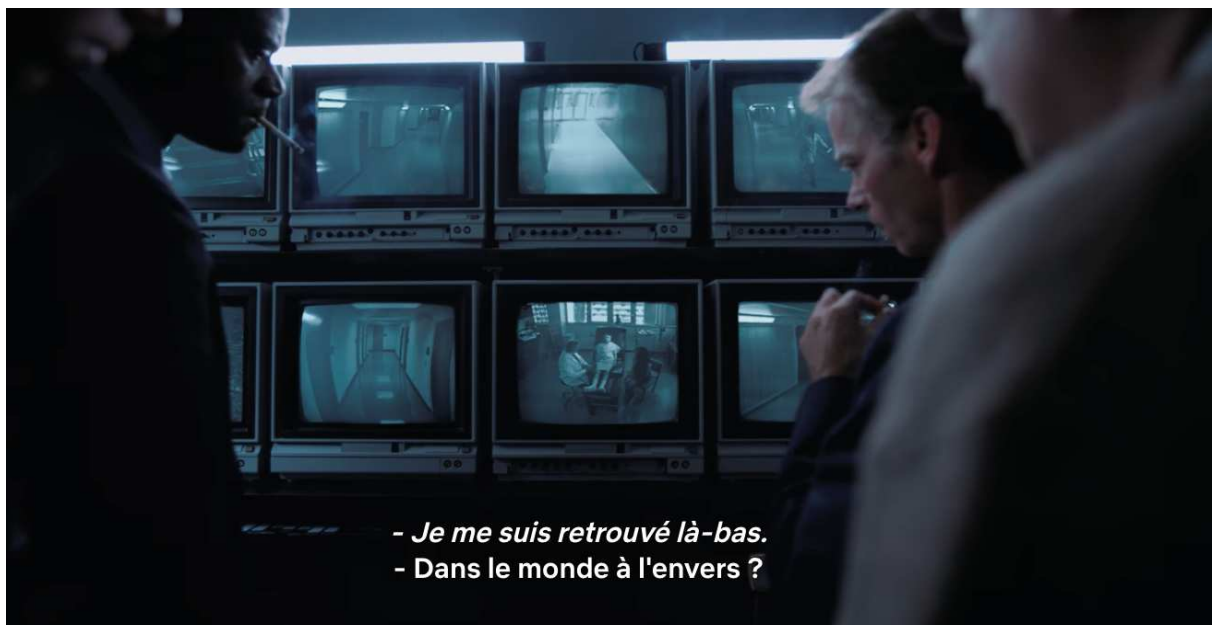 - Je me suis retrouvé là-bas.
- Dans le monde à l'envers ?